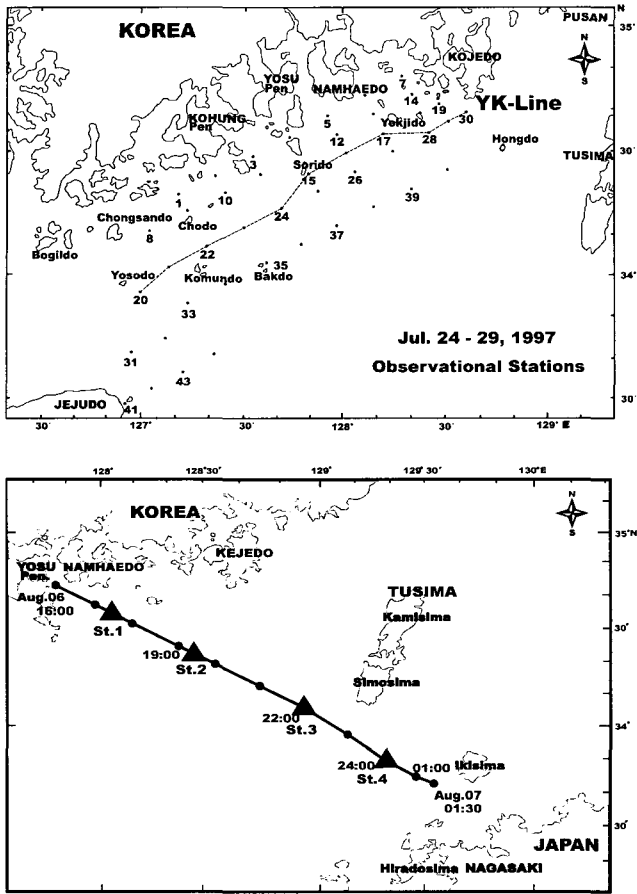 PUSAN
N
35°
KOREA
N
S
KOJEDO
YOSU
Pen.
NAMHAEDO
7
14
2
19
YK-Line
30
KOHUNG
Pen
5
Yokjido
12
17
28
Hongdo
30
3
Sorido
15
26
TUSIMA
1
10
39
Chongsando
24
8
Chodo
37
Bogildo
22
35
Yosodo
Komundo
Bakdo
34°
20
33
Jul. 24 - 29, 1997
31
Observational Stations
43
JEJUDO
41
30
30
127°
30
128°
30
129° E
128°
128°30
129°
129°30
130°E
KOREA
N
S
35°N
KEJEDO
YOSU
Pen.
NAMHAEDO
Aug.06
16:00
TUSIMA
Kamisima
St.1
30
19:00
St.2
Simosima
22:00
St.3
34°
24:00
01:00
Ikisima
St.4
Aug.07
01:30
30
JAPAN
Hiradosima NAGASAKI